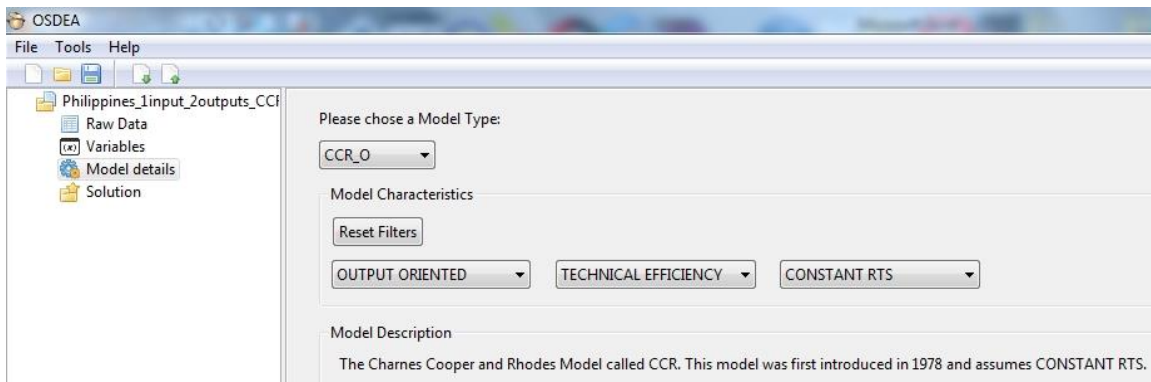 OSDEA
File Tools Help
Philippines_1input_2outputs_CCF
Raw Data
(x) Variables
Model details
Solution
Please chose a Model Type:
CCR_O
Model Characteristics
Reset Filters
OUTPUT ORIENTED TECHNICAL EFFICIENCY CONSTANT RTS
Model Description
The Charnes Cooper and Rhodes Model called CCR. This model was first introduced in 1978 and assumes CONSTANT RTS.